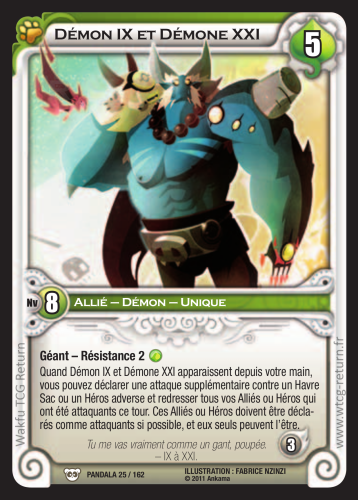 Démon IX et Démone XXI
5
Nv 8 Allié – Démon – Unique
Géant – Résistance 2
Quand Démon IX et Démone XXI apparaissent depuis votre main,
vous pouvez déclarer une attaque supplémentaire contre un Havre
Sac ou un Héros adverse et redresser tous vos Alliés ou Héros qui
ont été attaquants ce tour. Ces Alliés ou Héros doivent être décla-
rés comme attaquants si possible, et eux seuls peuvent l'être.
Tu me vas vraiment comme un gant, poupée.
– IX à XXI.
3
PANDALA 25 / 162
ILLUSTRATION : FABRICE NZINZI
© 2011 Ankama
Wakfu TCG Return
www.wtcg-return.fr